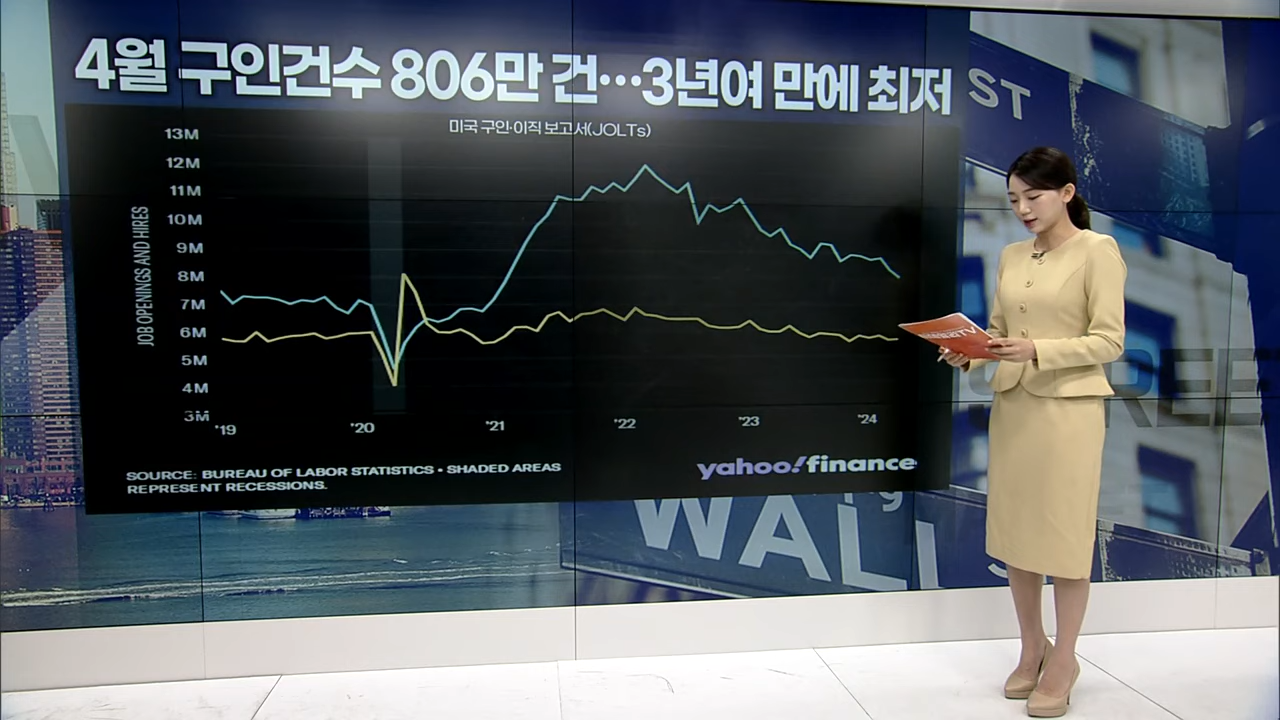 4월 구인건수 806만 건…3년여 만에 최저
미국 구인·이직 보고서(JOLTs)
13M
12M
11M
10M
9M
8M
7M
6M
5M
4M
3M
JOB OPENINGS AND HIRES
'19 '20 '21 '22 '23 '24
SOURCE: BUREAU OF LABOR STATISTICS • SHADED AREAS
REPRESENT RECESSIONS.
yahoo!finance
ST
WALL